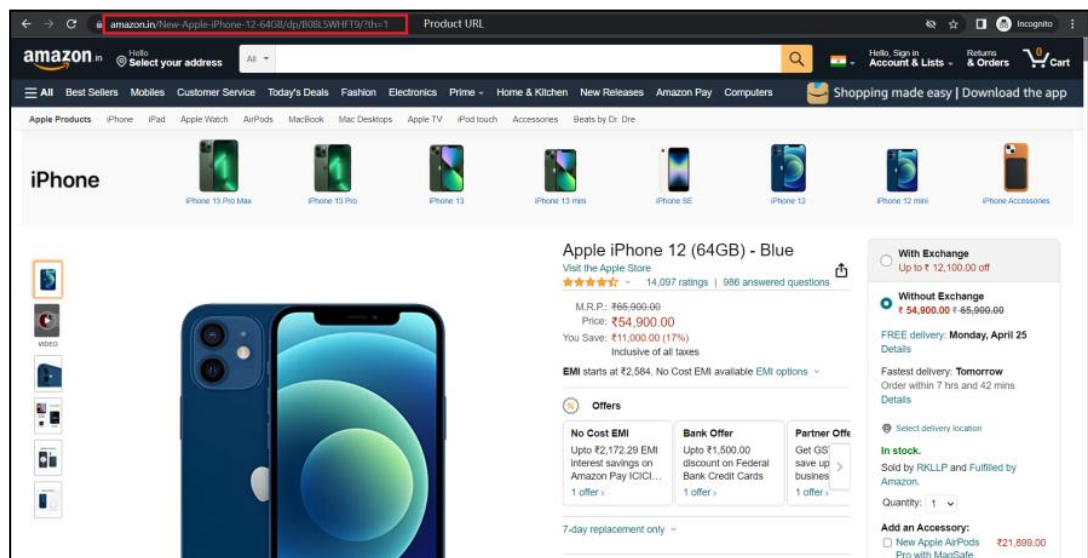 amazon.in/New-Apple-iPhone-12-64GB/dp/B08L5WHFT9/?th=1 Product URL Incognito
amazon.in Hello Select your address All Hello, Sign in Account & Lists Returns & Orders 0 Cart
All Best Sellers Mobiles Customer Service Today's Deals Fashion Electronics Prime Home & Kitchen New Releases Amazon Pay Computers Shopping made easy | Download the app
Apple Products iPhone iPad Apple Watch AirPods MacBook Mac Desktops Apple TV iPod touch Accessories Beats by Dr. Dre
iPhone
iPhone 13 Pro Max iPhone 13 Pro iPhone 13 iPhone 13 mini iPhone SE iPhone 12 iPhone 12 mini iPhone Accessories
VIDEO
Apple iPhone 12 (64GB) - Blue
Visit the Apple Store
14,097 ratings | 986 answered questions
M.R.P.: ₹65,900.00
Price: ₹54,900.00
You Save: ₹11,000.00 (17%)
Inclusive of all taxes
EMI starts at ₹2,584. No Cost EMI available EMI options
Offers
No Cost EMI
Upto ₹2,172.29 EMI
interest savings on
Amazon Pay ICICI...
1 offer ›
Bank Offer
Upto ₹1,500.00
discount on Federal
Bank Credit Cards
1 offer ›
Partner Offe
Get GS
save up
busines
1 offer ›
7-day replacement only
With Exchange
Up to ₹ 12,100.00 off
Without Exchange
₹ 54,900.00 ₹ 65,900.00
FREE delivery: Monday, April 25
Details
Fastest delivery: Tomorrow
Order within 7 hrs and 42 mins
Details
Select delivery location
In stock.
Sold by RKLLP and Fulfilled by
Amazon.
Quantity: 1
Add an Accessory:
New Apple AirPods ₹21,899.00
Pro with MagSafe